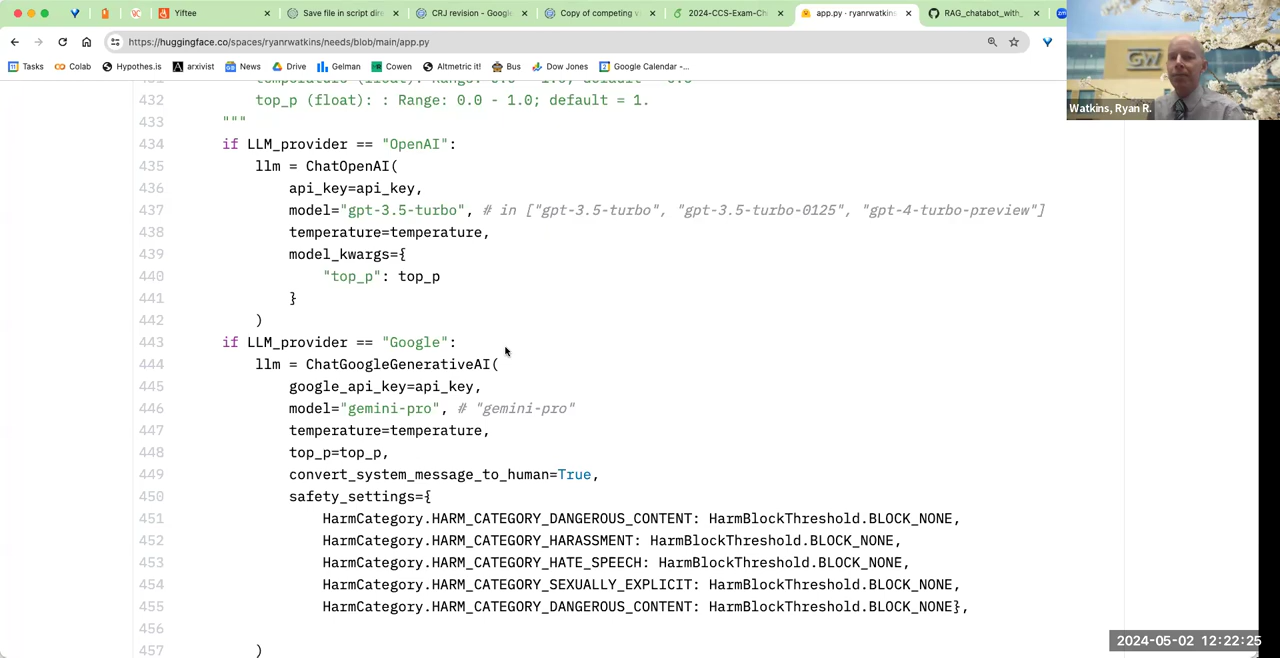 Yiftee
Save file in script dire
CRJ revision - Google
Copy of competing v
2024-CCS-Exam-Ch
app.py · ryanrwatkins
RAG_chatabot_with_
https://huggingface.co/spaces/ryanrwatkins/needs/blob/main/app.py
Tasks
Colab
Hypothes.is
arxivist
News
Drive
Gelman
Cowen
Altmetric it!
Bus
Dow Jones
Google Calendar -...
GW
Watkins, Ryan R.
432 top_p (float): : Range: 0.0 - 1.0; default = 1.
433 """
434 if LLM_provider == "OpenAI":
435 llm = ChatOpenAI(
436 api_key=api_key,
437 model="gpt-3.5-turbo", # in ["gpt-3.5-turbo", "gpt-3.5-turbo-0125", "gpt-4-turbo-preview"]
438 temperature=temperature,
439 model_kwargs={
440 "top_p": top_p
441 }
442 )
443 if LLM_provider == "Google":
444 llm = ChatGoogleGenerativeAI(
445 google_api_key=api_key,
446 model="gemini-pro", # "gemini-pro"
447 temperature=temperature,
448 top_p=top_p,
449 convert_system_message_to_human=True,
450 safety_settings={
451 HarmCategory.HARM_CATEGORY_DANGEROUS_CONTENT: HarmBlockThreshold.BLOCK_NONE,
452 HarmCategory.HARM_CATEGORY_HARASSMENT: HarmBlockThreshold.BLOCK_NONE,
453 HarmCategory.HARM_CATEGORY_HATE_SPEECH: HarmBlockThreshold.BLOCK_NONE,
454 HarmCategory.HARM_CATEGORY_SEXUALLY_EXPLICIT: HarmBlockThreshold.BLOCK_NONE,
455 HarmCategory.HARM_CATEGORY_DANGEROUS_CONTENT: HarmBlockThreshold.BLOCK_NONE},
456
457 )
2024-05-02 12:22:25